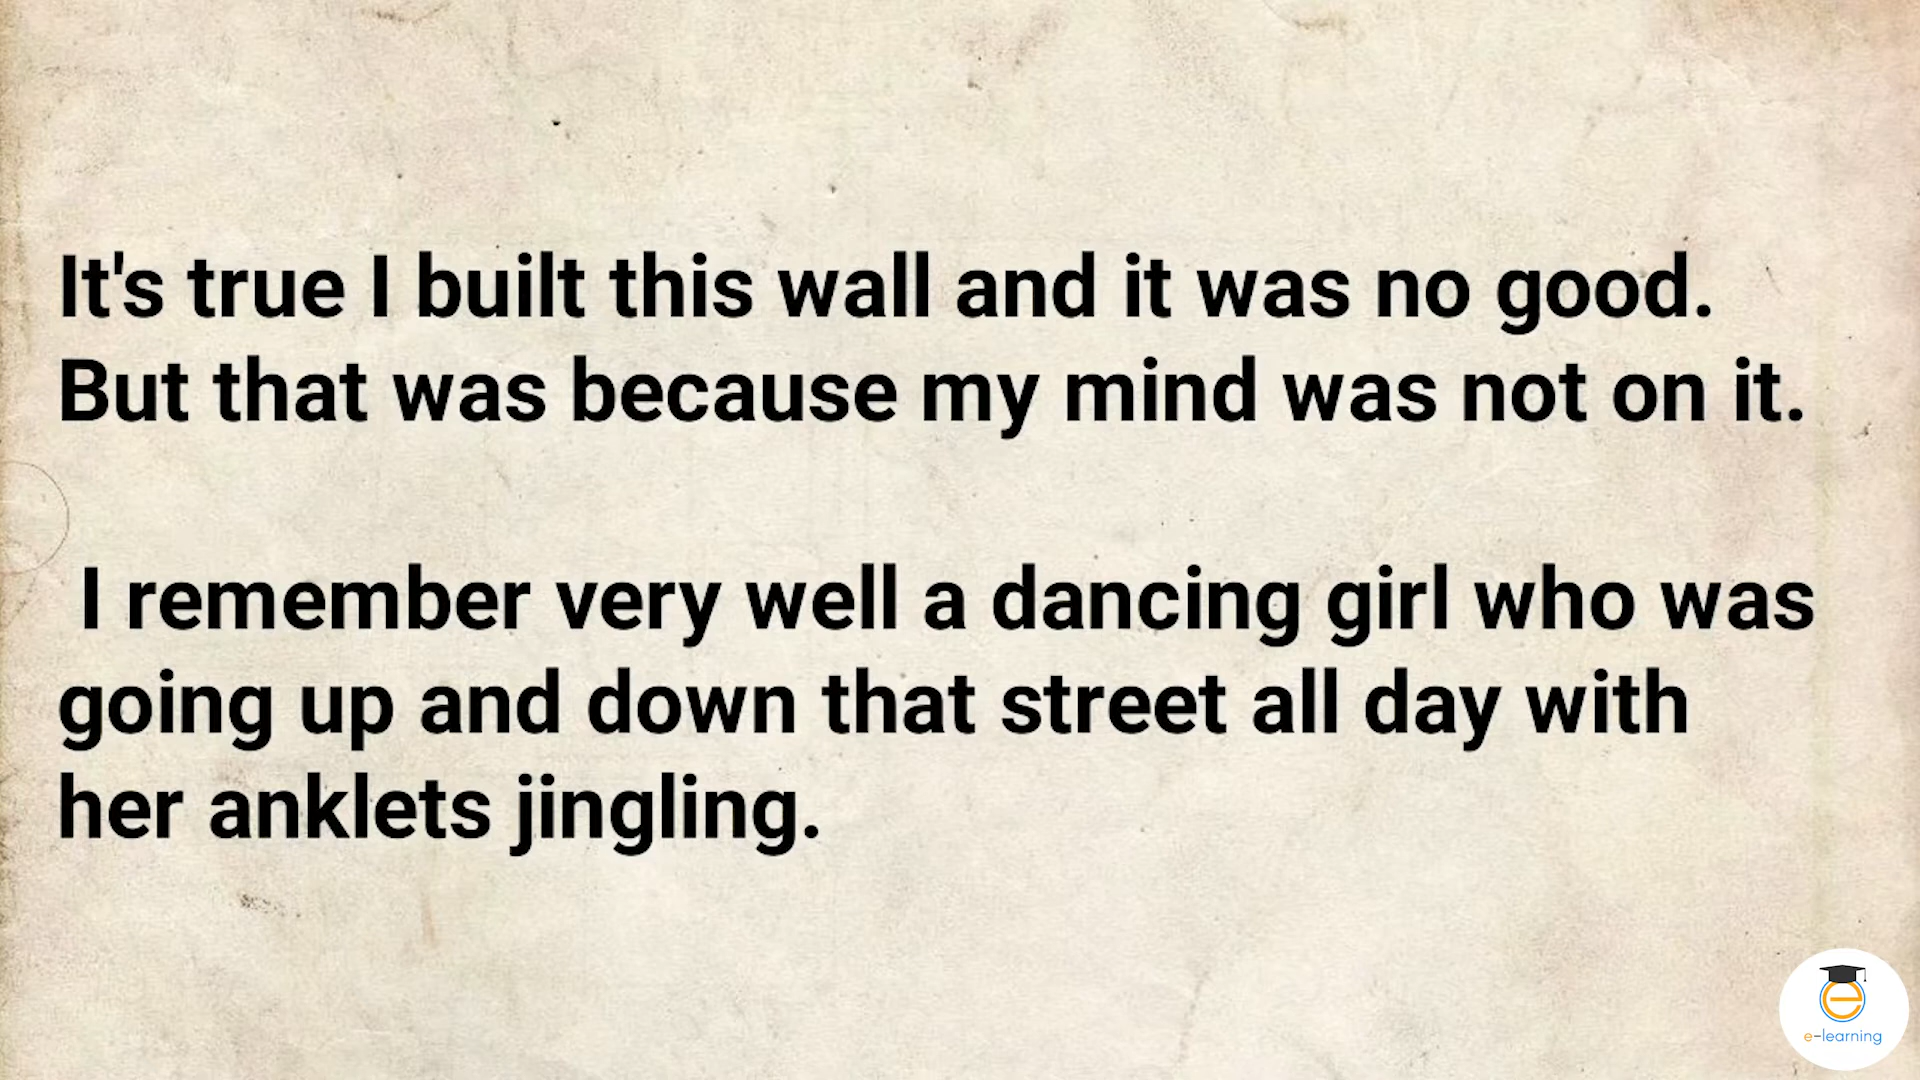 It's true I built this wall and it was no good.
But that was because my mind was not on it.
I remember very well a dancing girl who was
going up and down that street all day with
her anklets jingling.
e-learning